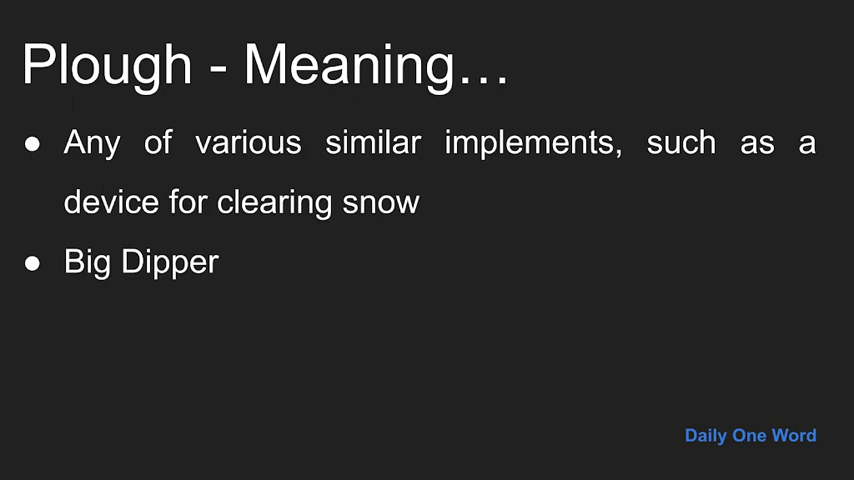 Plough - Meaning…
● Any of various similar implements, such as a
device for clearing snow
● Big Dipper
Daily One Word